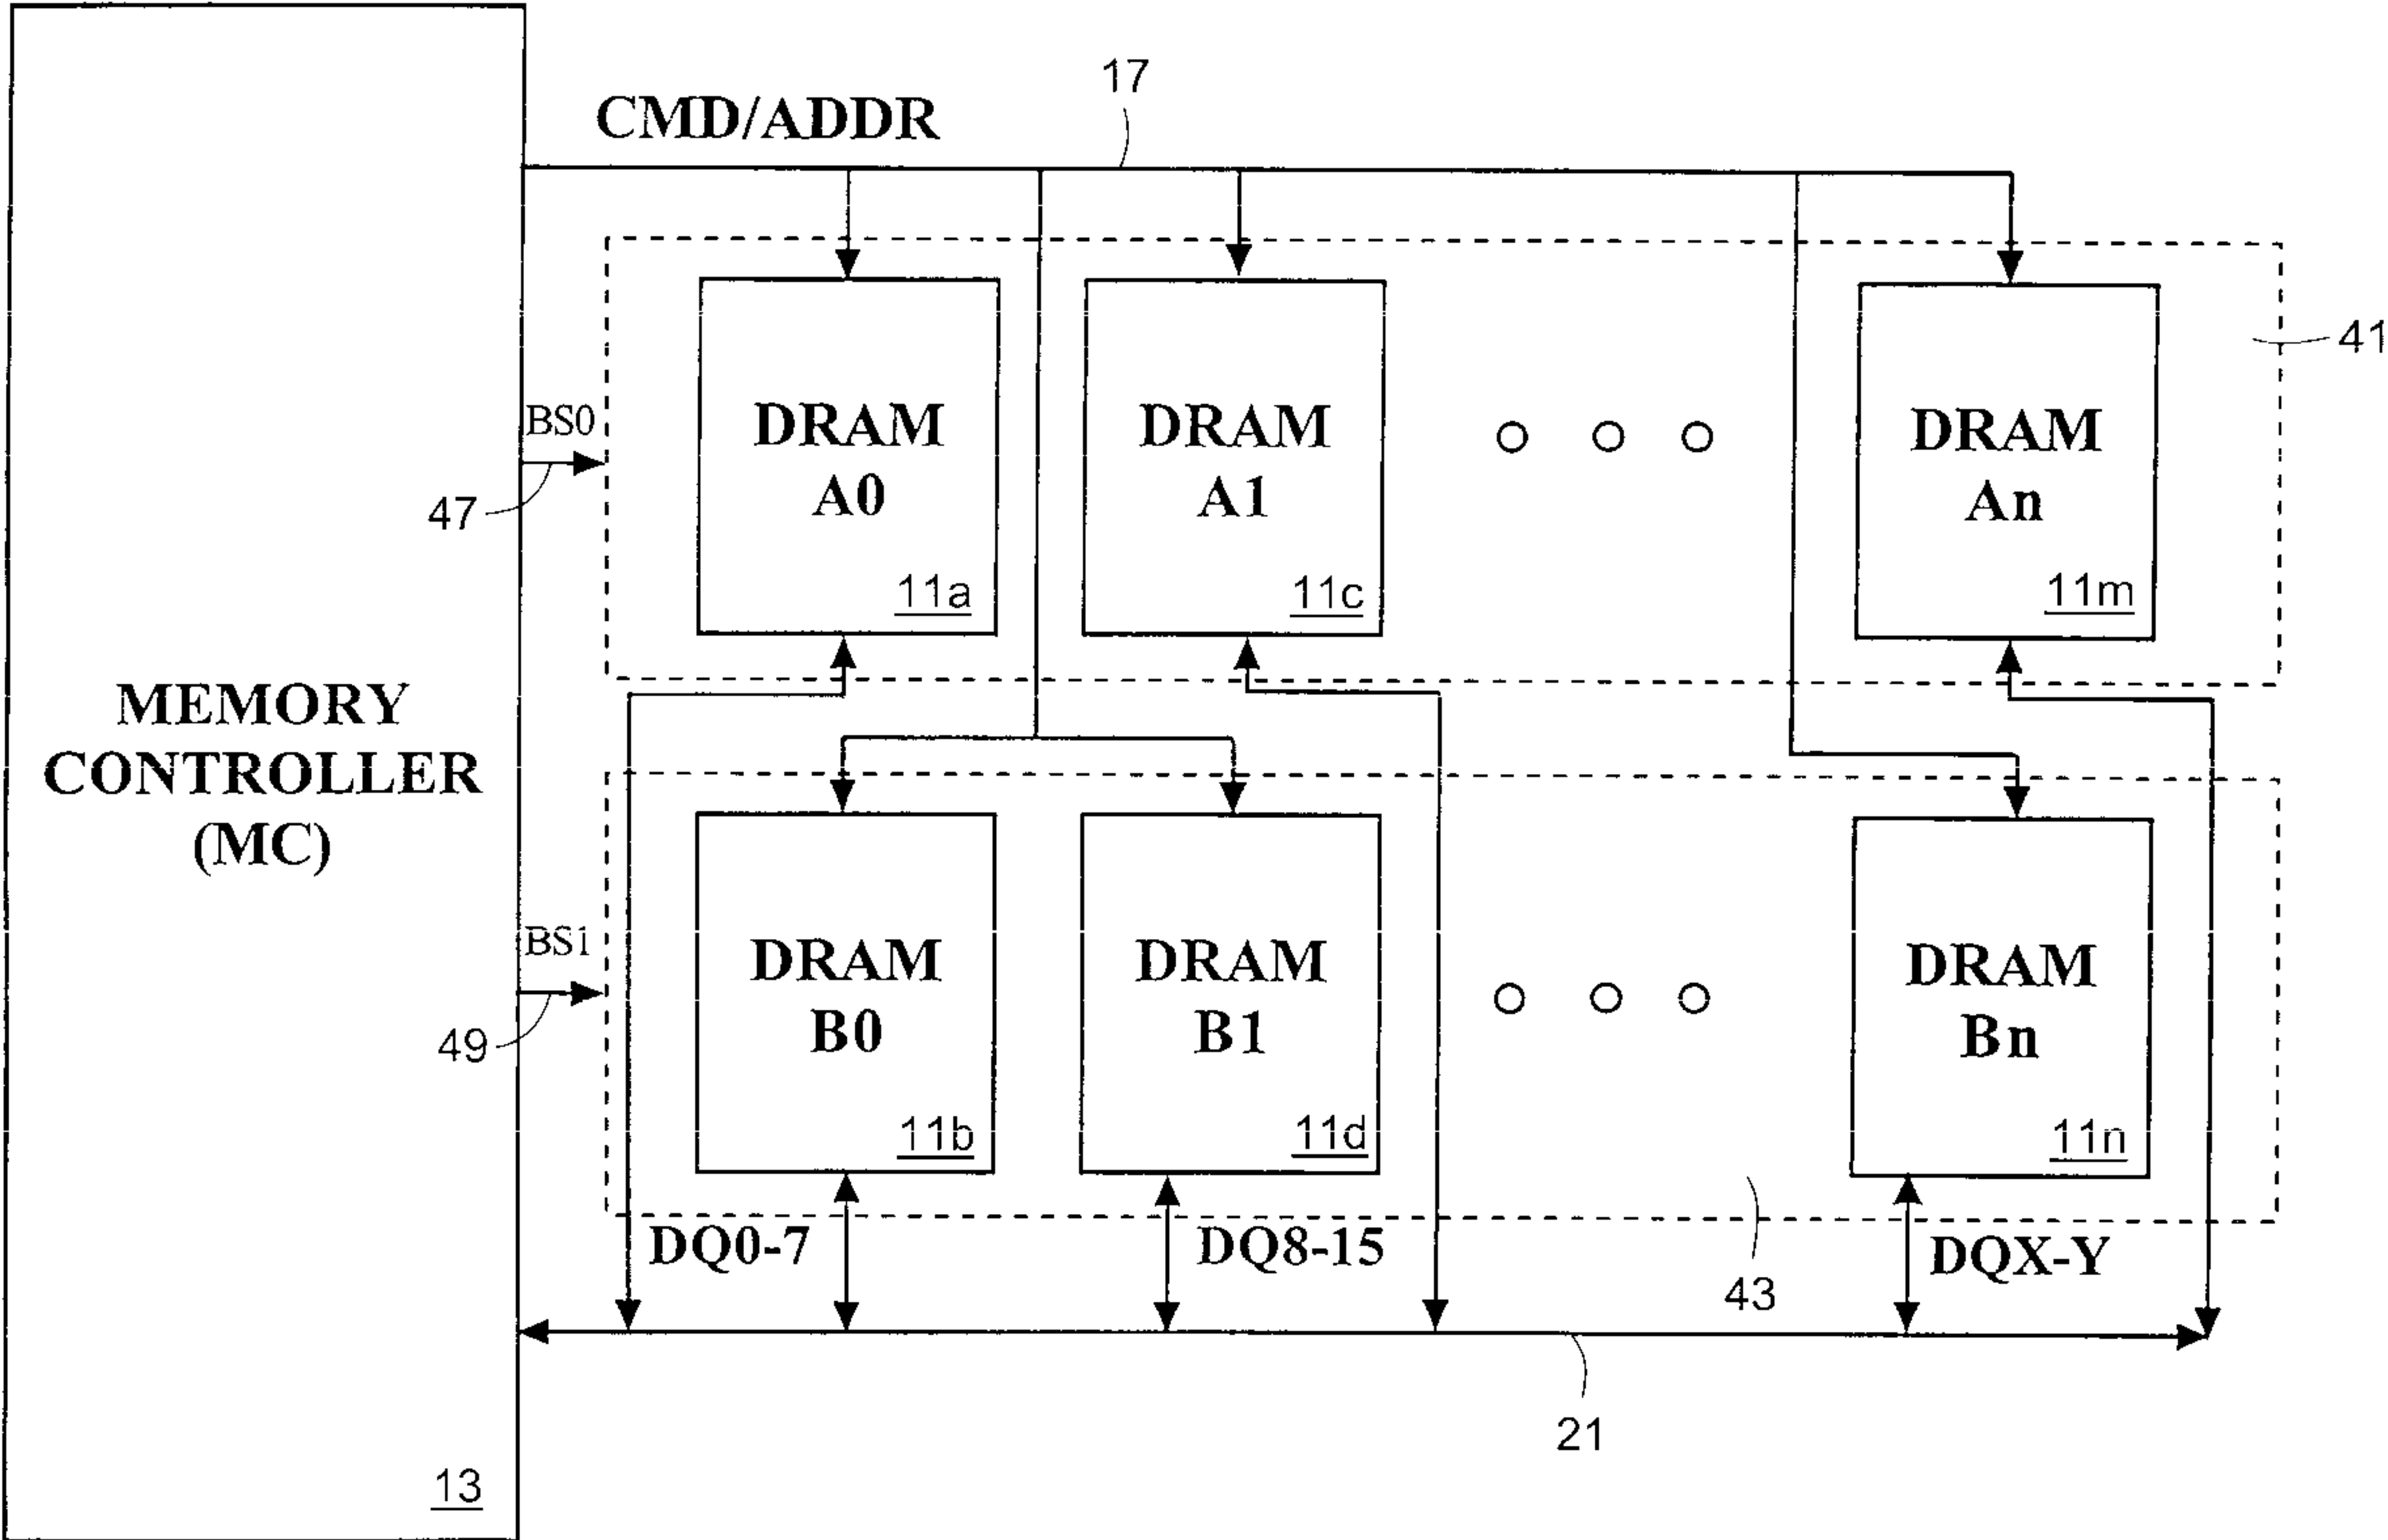 17
CMD/ADDR
41
BS0
47
DRAM
A0
11a
DRAM
A1
11c
DRAM
An
11m
MEMORY
CONTROLLER
(MC)
BS1
49
DRAM
B0
11b
DRAM
B1
11d
DRAM
Bn
11n
DQ0-7
DQ8-15
DQX-Y
43
21
13